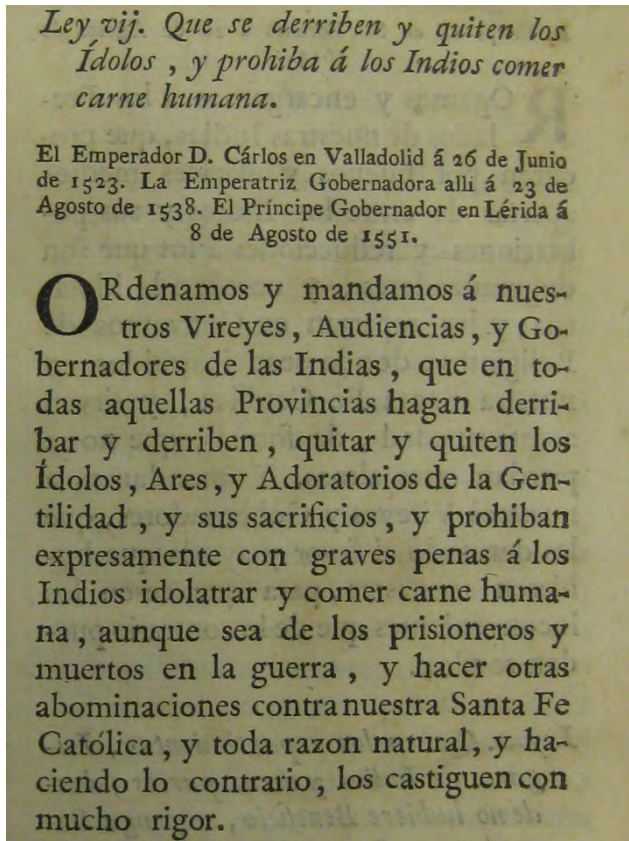 Ley vij. Que se derriben y quiten los
Ídolos , y prohiba á los Indios comer
carne humana.
El Emperador D. Cárlos en Valladolid á 26 de Junio
de 1523. La Emperatriz Gobernadora alli á 23 de
Agosto de 1538. El Príncipe Gobernador en Lérida á
8 de Agosto de 1551.
ORdenamos y mandamos á nues-
tros Vireyes, Audiencias, y Go-
bernadores de las Indias , que en to-
das aquellas Provincias hagan derri-
bar y derriben , quitar y quiten los
Ídolos , Ares , y Adoratorios de la Gen-
tilidad , y sus sacrificios , y prohiban
expresamente con graves penas á los
Indios idolatrar y comer carne huma-
na , aunque sea de los prisioneros y
muertos en la guerra , y hacer otras
abominaciones contra nuestra Santa Fe
Católica , y toda razon natural, y ha-
ciendo lo contrario, los castiguen con
mucho rigor.